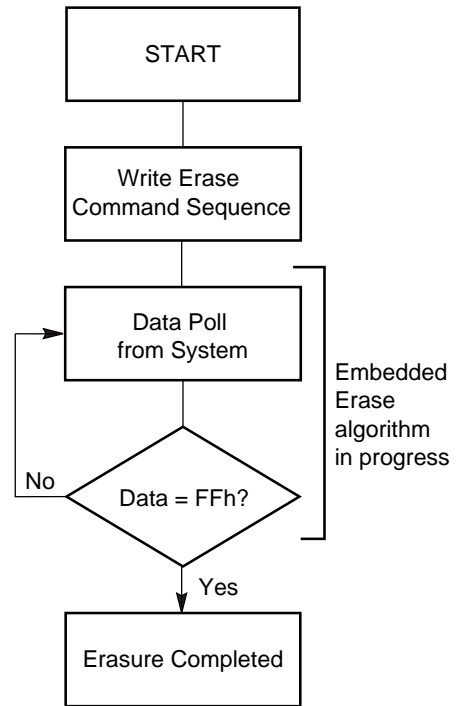 START
Write Erase
Command Sequence
Data Poll
from System
Embedded
Erase
algorithm
in progress
No
Data = FFh?
Yes
Erasure Completed